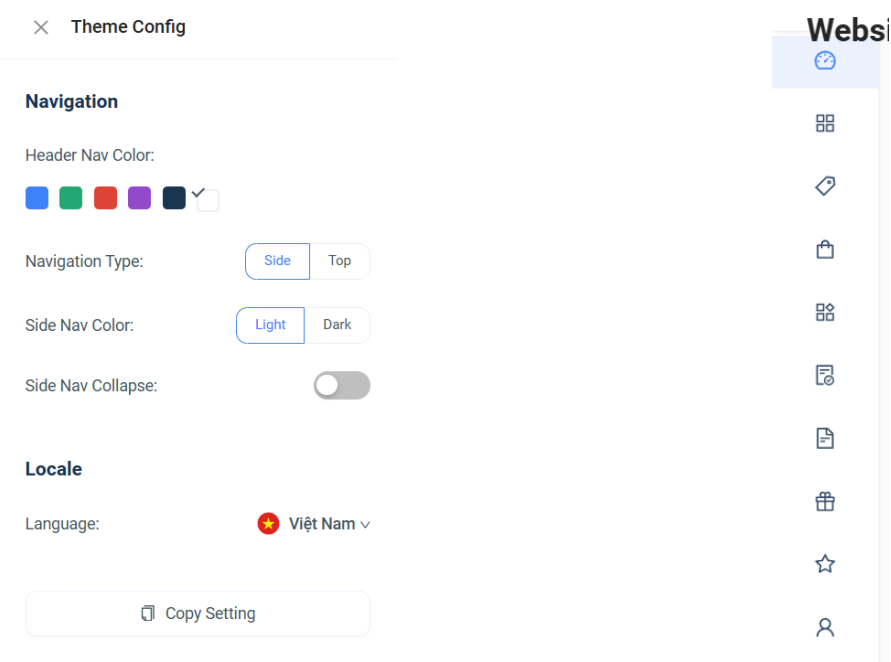 Theme Config
Websi
Navigation
Header Nav Color:
Navigation Type:
Side
Top
Side Nav Color:
Light
Dark
Side Nav Collapse:
Locale
Language:
Việt Nam
Copy Setting